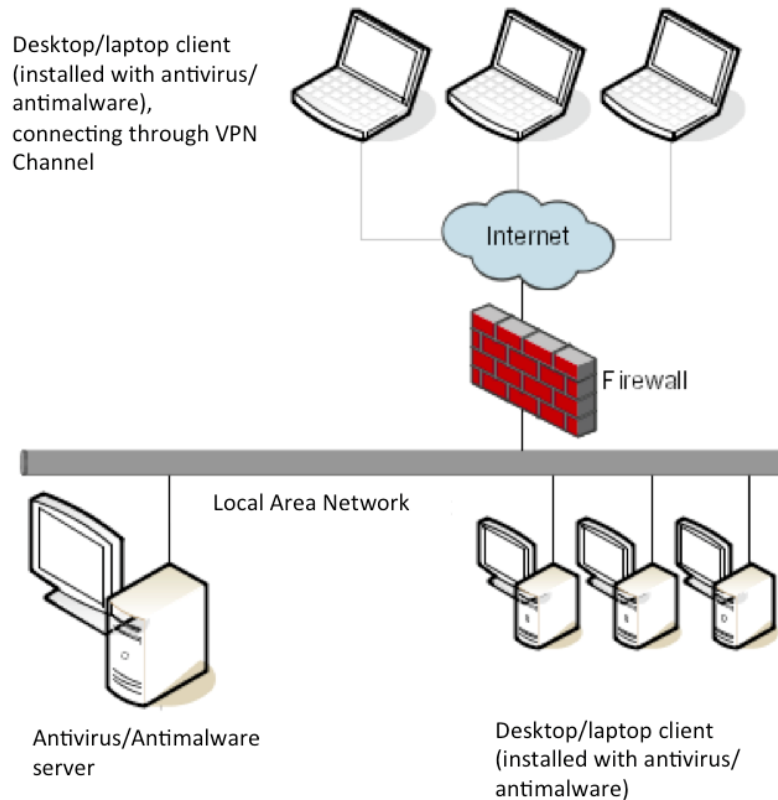 Desktop/laptop client
(installed with antivirus/
antimalware),
connecting through VPN
Channel
Internet
Firewall
Local Area Network
Antivirus/Antimalware
server
Desktop/laptop client
(installed with antivirus/
antimalware)